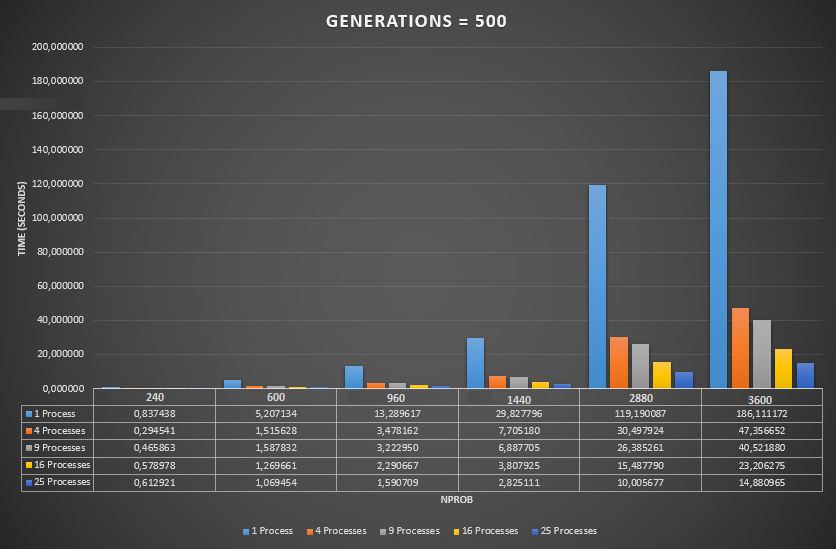 GENERATIONS = 500
200,000000
180,000000
160,000000
140,000000
120,000000
100,000000
80,000000
60,000000
40,000000
20,000000
0,000000
TIME (SECONDS)
240 600 960 1440 2880 3600
1 Process 0,837438 5,207134 13,289617 29,827796 119,190087 186,111172
4 Processes 0,294541 1,515628 3,478162 7,705180 30,497924 47,356652
9 Processes 0,465863 1,587832 3,222950 6,887705 26,385261 40,521880
16 Processes 0,578978 1,269661 2,290667 3,807925 15,487790 23,206275
25 Processes 0,612921 1,069454 1,590709 2,825111 10,005677 14,880965
NPROB
1 Process 4 Processes 9 Processes 16 Processes 25 Processes